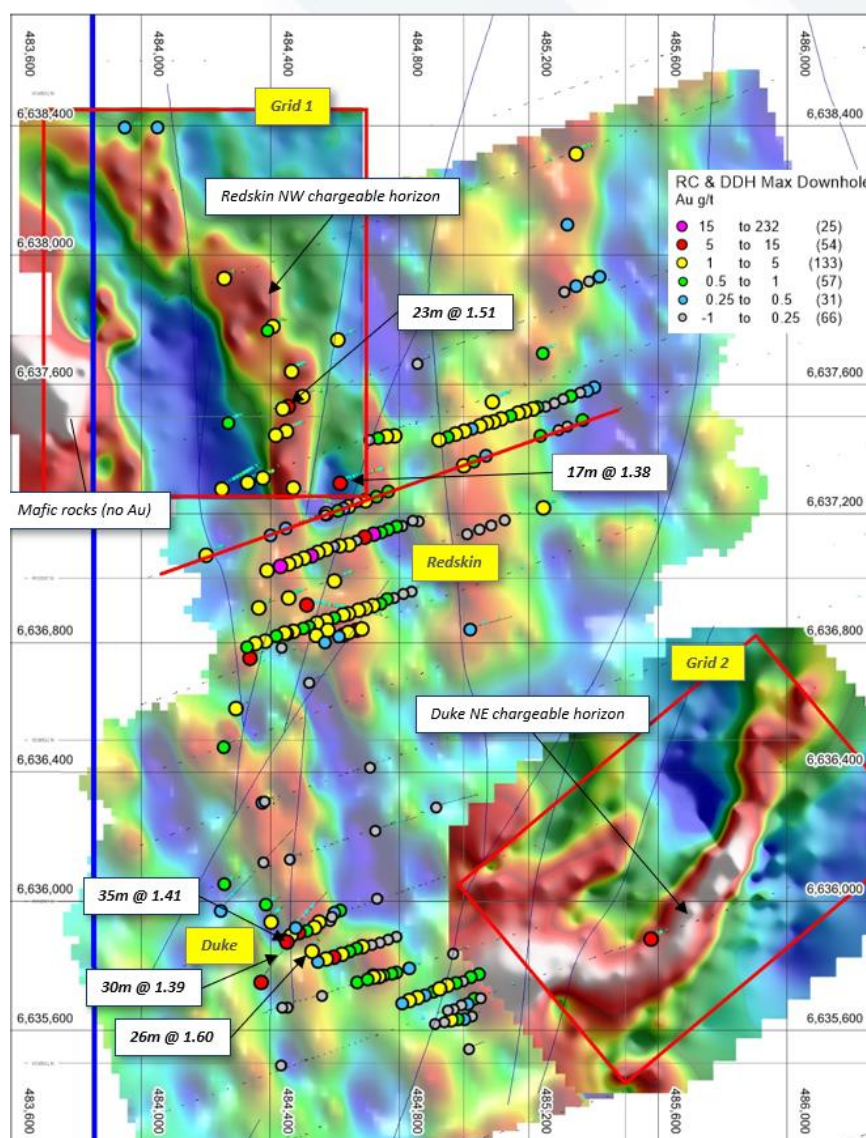 483,600
484,000
484,400
484,800
485,200
485,600
486,000
6,638,400
6,638,400
Grid 1
Redskin NW chargeable horizon
RC & DDH Max Downhole
Au g/t
15 to 232 (25)
5 to 15 (54)
1 to 5 (133)
0.5 to 1 (57)
0.25 to 0.5 (31)
-1 to 0.25 (66)
6,638,000
23m @ 1.51
6,637,600
6,637,600
17m @ 1.38
Mafic rocks (no Au)
6,637,200
6,637,200
Redskin
6,636,800
6,636,800
Grid 2
Duke NE chargeable horizon
6,636,400
6,636,400
6,636,000
6,636,000
35m @ 1.41
Duke
30m @ 1.39
26m @ 1.60
6,635,600
6,635,600
483,600
484,000
484,400
484,800
485,200
485,600
486,000